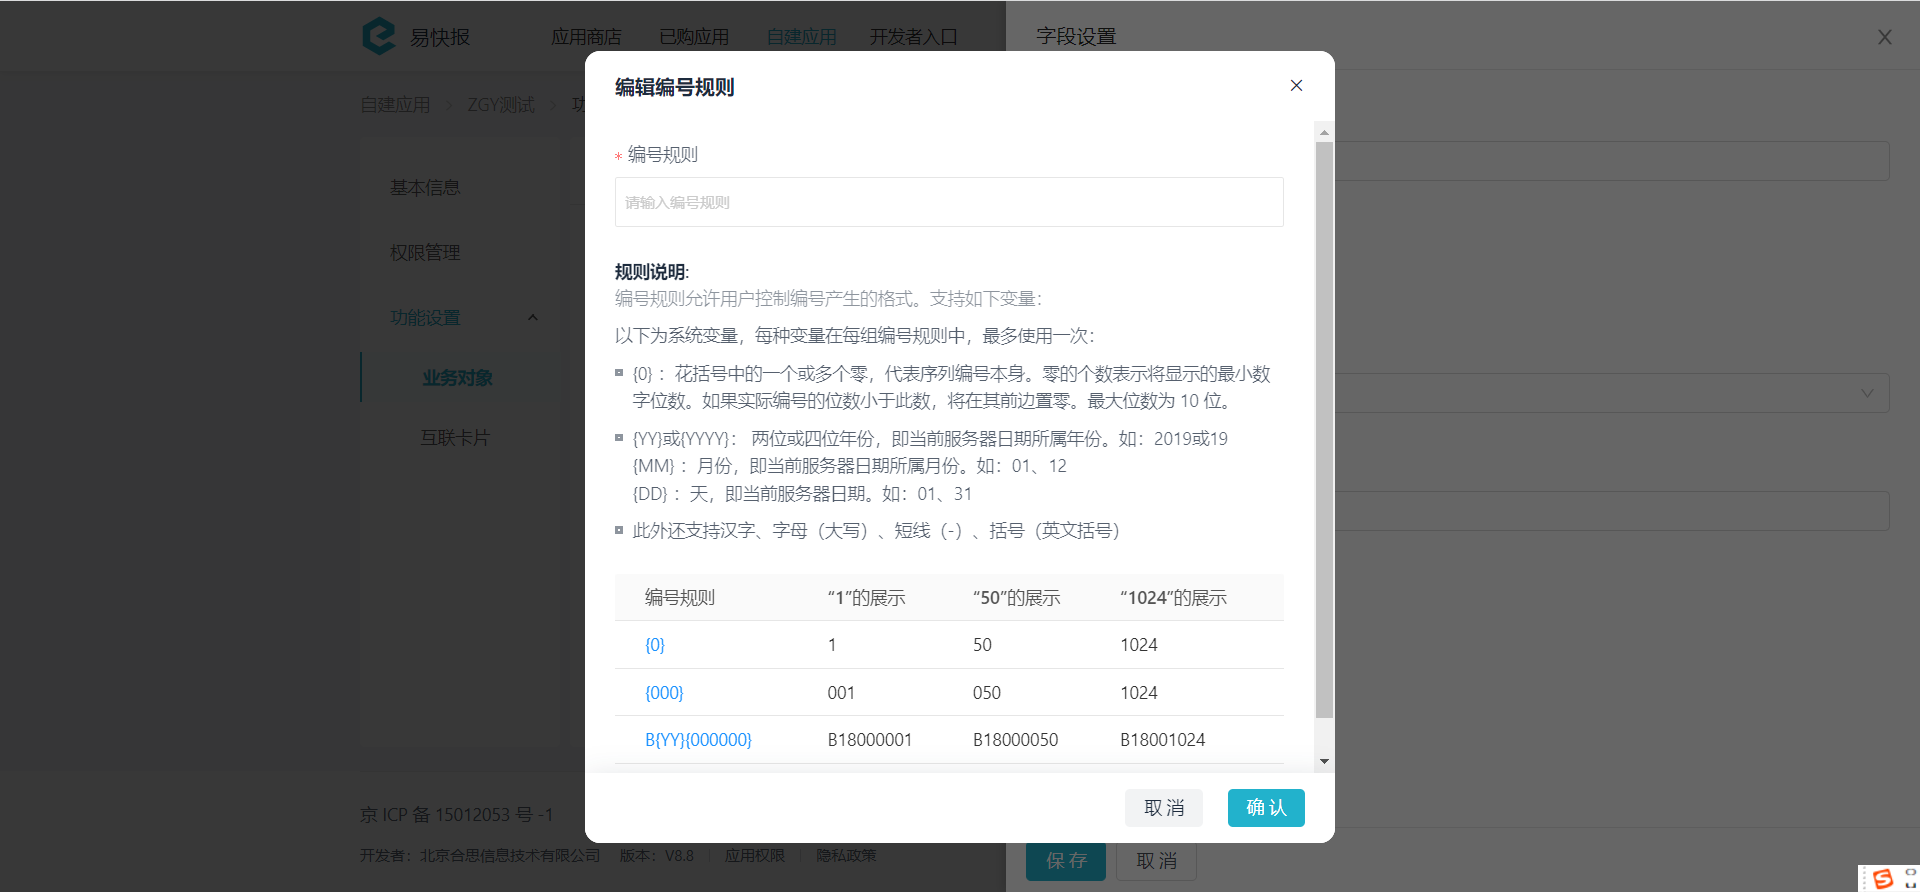 易快报
应用商店
已购应用
自建应用
开发者入口
字段设置
自建应用
ZGY测试
基本信息
权限管理
功能设置
业务对象
互联卡片
编辑编号规则
* 编号规则
请输入编号规则
规则说明:
编号规则允许用户控制编号产生的格式。支持如下变量：
以下为系统变量，每种变量在每组编号规则中，最多使用一次：
{0} ： 花括号中的一个或多个零，代表序列编号本身。零的个数表示将显示的最小数
字位数。如果实际编号的位数小于此数，将在其前边置零。最大位数为 10 位。
{YY}或{YYYY}： 两位或四位年份，即当前服务器日期所属年份。如：2019或19
{MM} ： 月份，即当前服务器日期所属月份。如：01、12
{DD} ： 天，即当前服务器日期。如：01、31
此外还支持汉字、字母（大写）、短线（-）、括号（英文括号）
编号规则 “1”的展示 “50”的展示 “1024”的展示
{0} 1 50 1024
{000} 001 050 1024
B{YY}{000000} B18000001 B18000050 B18001024
取 消
确 认
京 ICP 备 15012053 号 -1
开发者：北京合思信息技术有限公司 版本：V8.8 应用权限 隐私政策
保 存
取 消